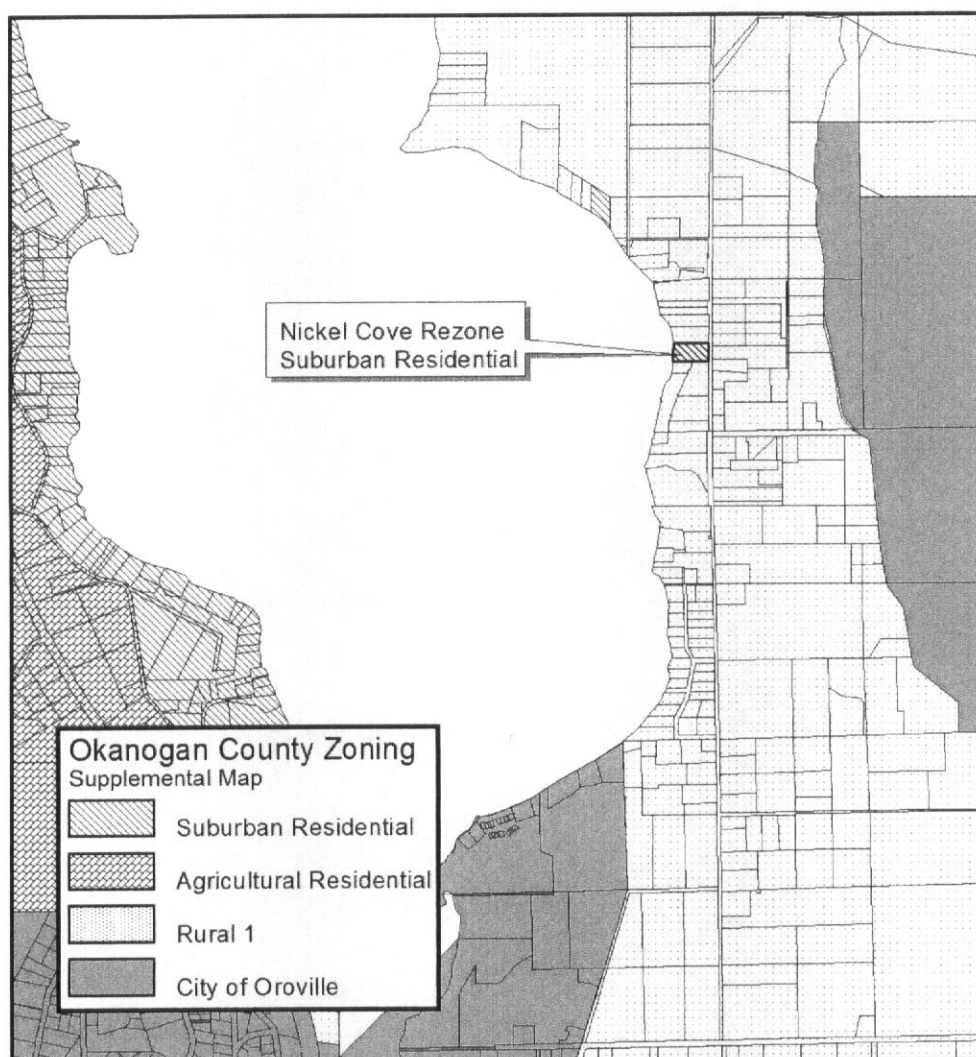 Nickel Cove Rezone
Suburban Residential
Okanogan County Zoning
Supplemental Map
Suburban Residential
Agricultural Residential
Rural 1
City of Oroville